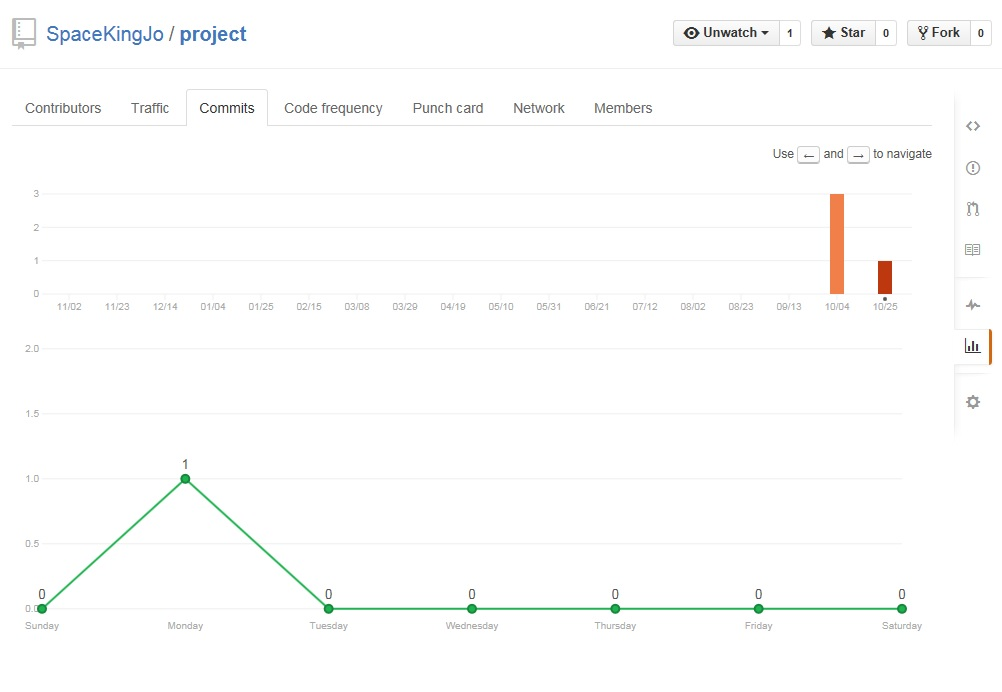 SpaceKingJo / project
Unwatch 1 Star 0 Fork 0
Contributors Traffic Commits Code frequency Punch card Network Members
Use ← and → to navigate
3
2
1
0
11/02 11/23 12/14 01/04 01/25 02/15 03/08 03/29 04/19 05/10 05/31 06/21 07/12 08/02 08/23 09/13 10/04 10/25
2.0
1.5
1
1.0
0.5
0 0 0 0 0 0
0.0
Sunday Monday Tuesday Wednesday Thursday Friday Saturday